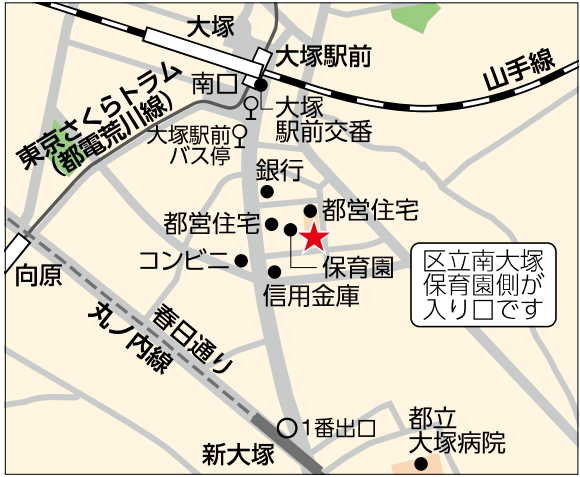 大塚
大塚駅前
山手線
南口
東京さくらトラム
(都電荒川線)
大塚
駅前交番
大塚駅前
バス停
銀行
都営住宅
都営住宅
コンビニ
保育園
信用金庫
区立南大塚
保育園側が
入り口です
向原
丸ノ内線
春日通り
1番出口
新大塚
都立
大塚病院